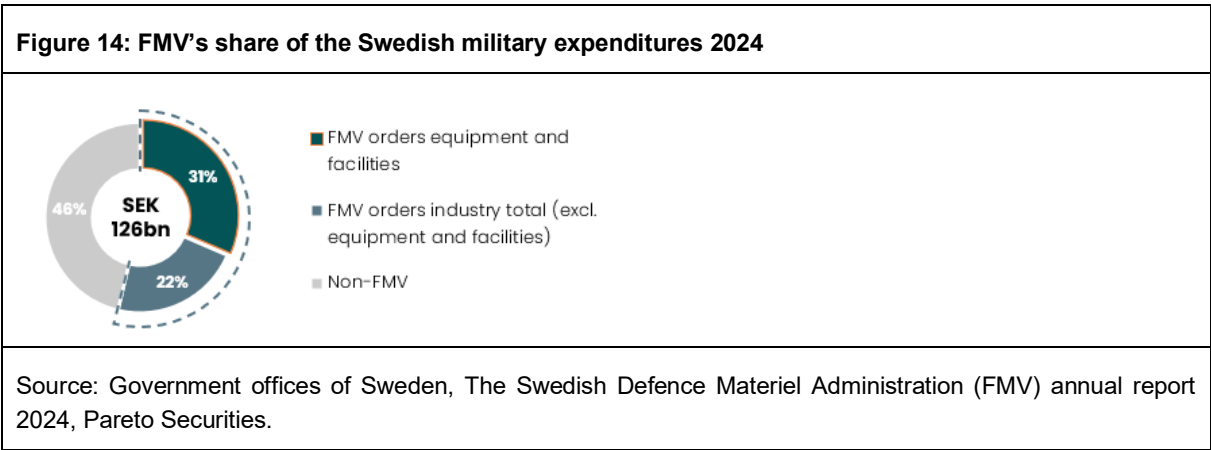 Figure 14: FMV’s share of the Swedish military expenditures 2024
31%
46%
SEK
126bn
22%
FMV orders equipment and
facilities
FMV orders industry total (excl.
equipment and facilities)
Non-FMV
Source: Government offices of Sweden, The Swedish Defence Materiel Administration (FMV) annual report
2024, Pareto Securities.